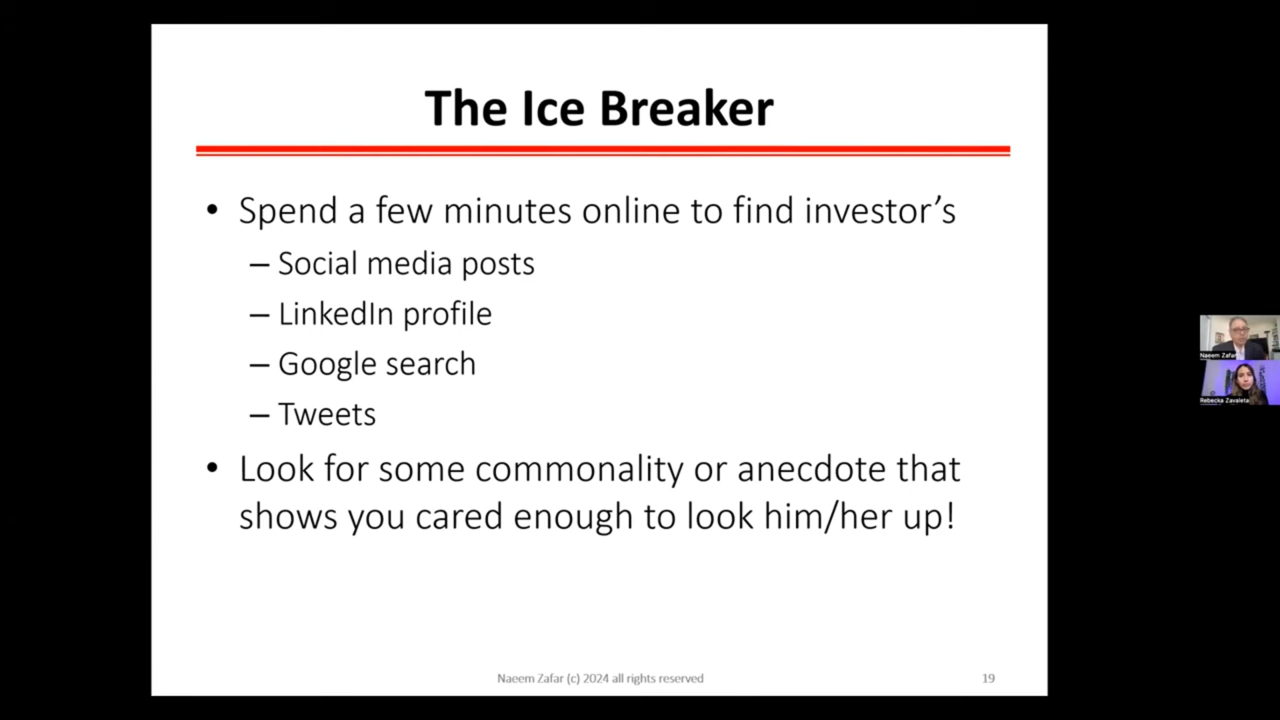 The Ice Breaker
• Spend a few minutes online to find investor’s
– Social media posts
– LinkedIn profile
– Google search
– Tweets
• Look for some commonality or anecdote that
shows you cared enough to look him/her up!
Naeem Zafar (c) 2024 all rights reserved
19
Naeem Zafar
Rebecka Zavaleta